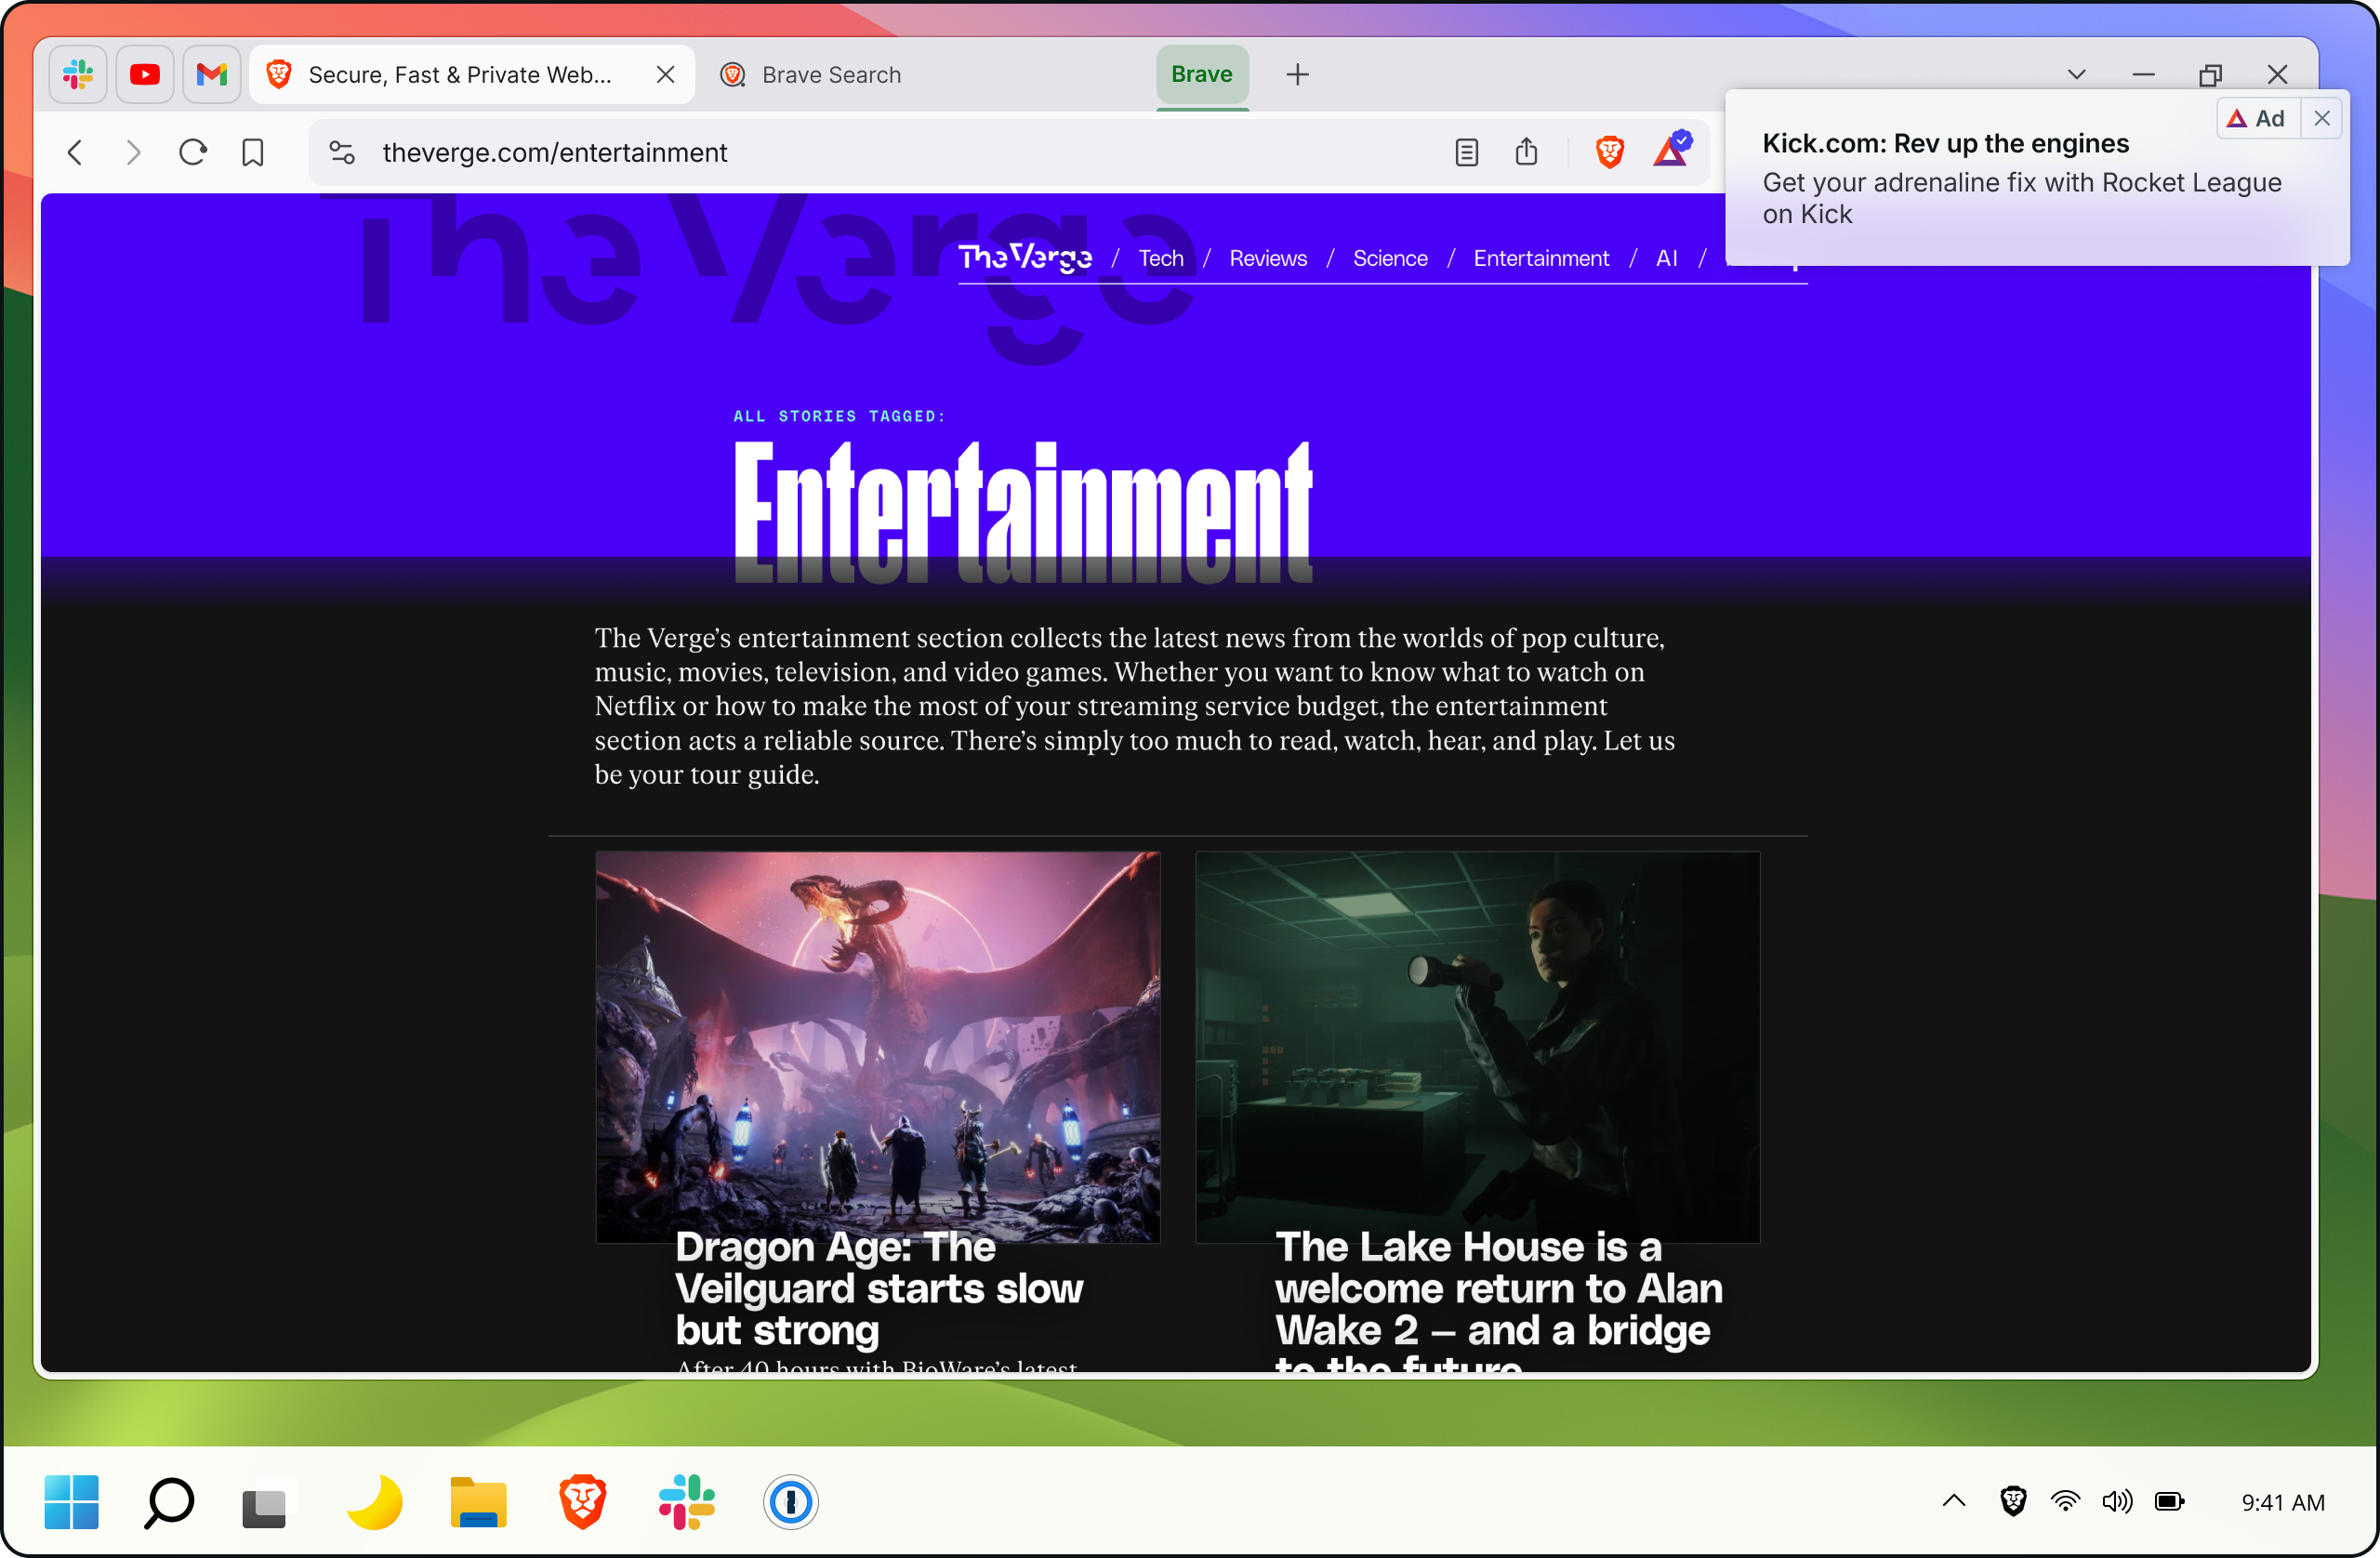 Secure, Fast & Private Web...
Brave Search
Brave
theverge.com/entertainment
Ad
Kick.com: Rev up the engines
Get your adrenaline fix with Rocket League
on Kick
The Verge
The Verge / Tech / Reviews / Science / Entertainment / AI /
ALL STORIES TAGGED:
Entertainment
The Verge’s entertainment section collects the latest news from the worlds of pop culture,
music, movies, television, and video games. Whether you want to know what to watch on
Netflix or how to make the most of your streaming service budget, the entertainment
section acts a reliable source. There’s simply too much to read, watch, hear, and play. Let us
be your tour guide.
Dragon Age: The
Veilguard starts slow
but strong
After 40 hours with BioWare’s latest
The Lake House is a
welcome return to Alan
Wake 2 – and a bridge
to the future
9:41 AM